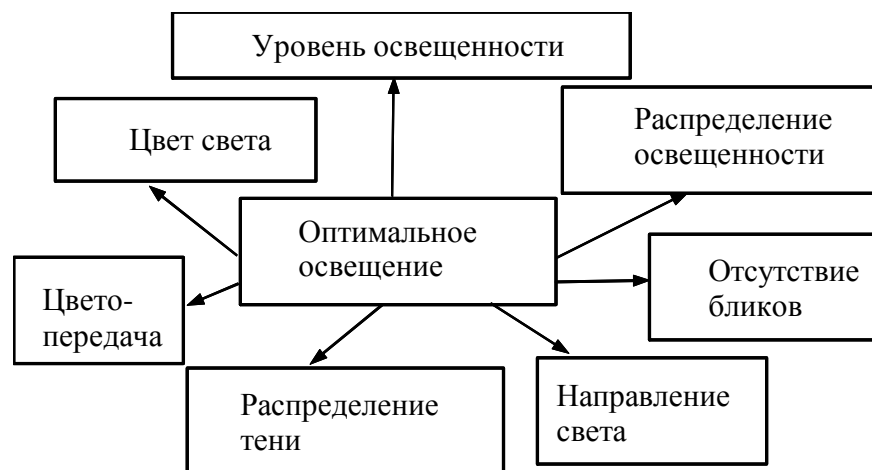 Уровень освещенности
Цвет света
Распределение
освещенности
Оптимальное
освещение
Цвето-
передача
Отсутствие
бликов
Распределение
тени
Направление
света